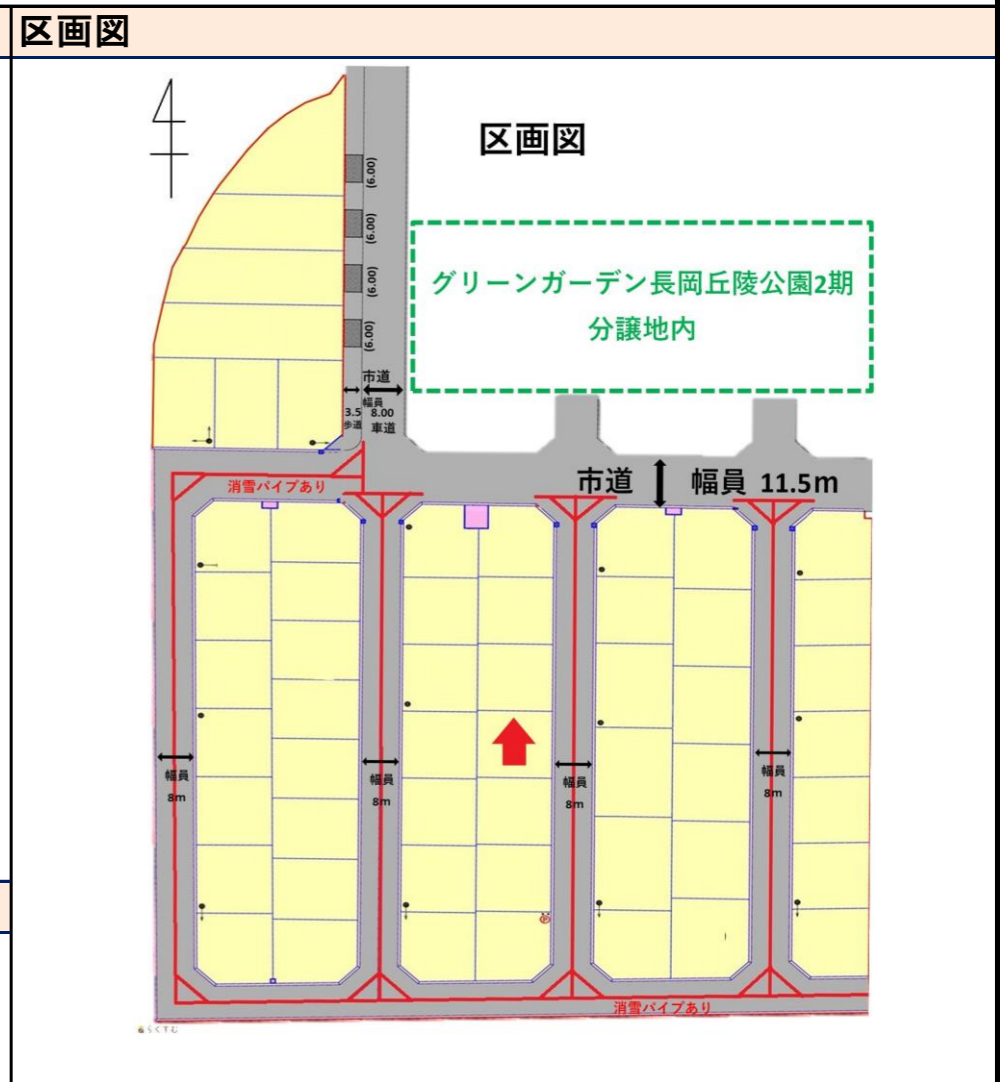 区画図
区画図
(6.00)
(6.00)
(6.00)
(6.00)
グリーンガーデン長岡丘陵公園2期
分譲地内
市道
幅員
3.5 8.00
歩道 車道
市道 幅員 11.5m
消雪パイプあり
幅員
8m
幅員
8m
幅員
8m
幅員
8m
消雪パイプあり
らくすむ